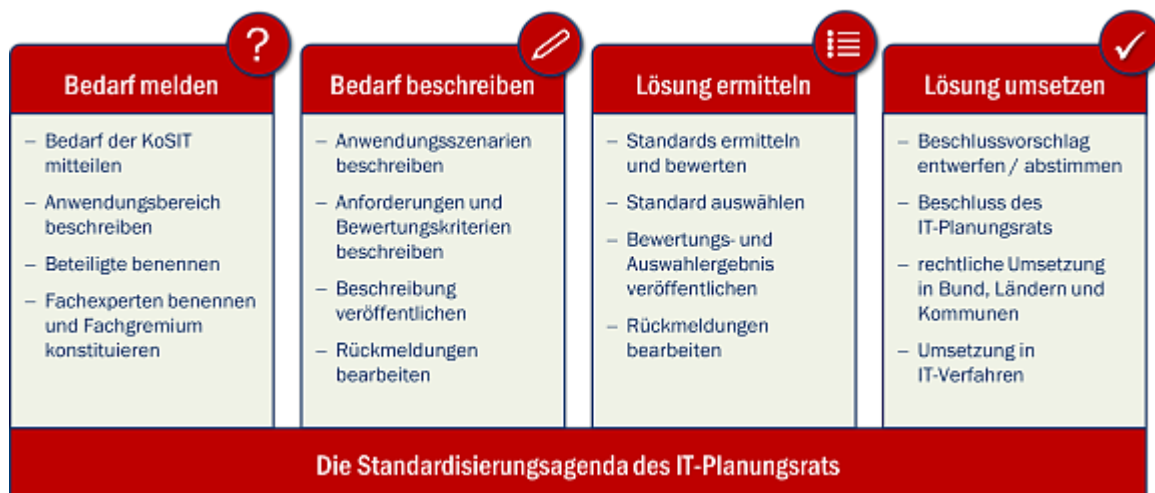 Bedarf melden
– Bedarf der KoSIT
mitteilen
– Anwendungsbereich
beschreiben
– Beteiligte benennen
– Fachexperten benennen
und Fachgremium
konstituieren
Bedarf beschreiben
– Anwendungsszenarien
beschreiben
– Anforderungen und
Bewertungskriterien
beschreiben
– Beschreibung
veröffentlichen
– Rückmeldungen
bearbeiten
Lösung ermitteln
– Standards ermitteln
und bewerten
– Standard auswählen
– Bewertungs- und
Auswahlergebnis
veröffentlichen
– Rückmeldungen
bearbeiten
Lösung umsetzen
– Beschlussvorschlag
entwerfen / abstimmen
– Beschluss des
IT-Planungsrats
– rechtliche Umsetzung
in Bund, Ländern und
Kommunen
– Umsetzung in
IT-Verfahren
Die Standardisierungsagenda des IT-Planungsrats